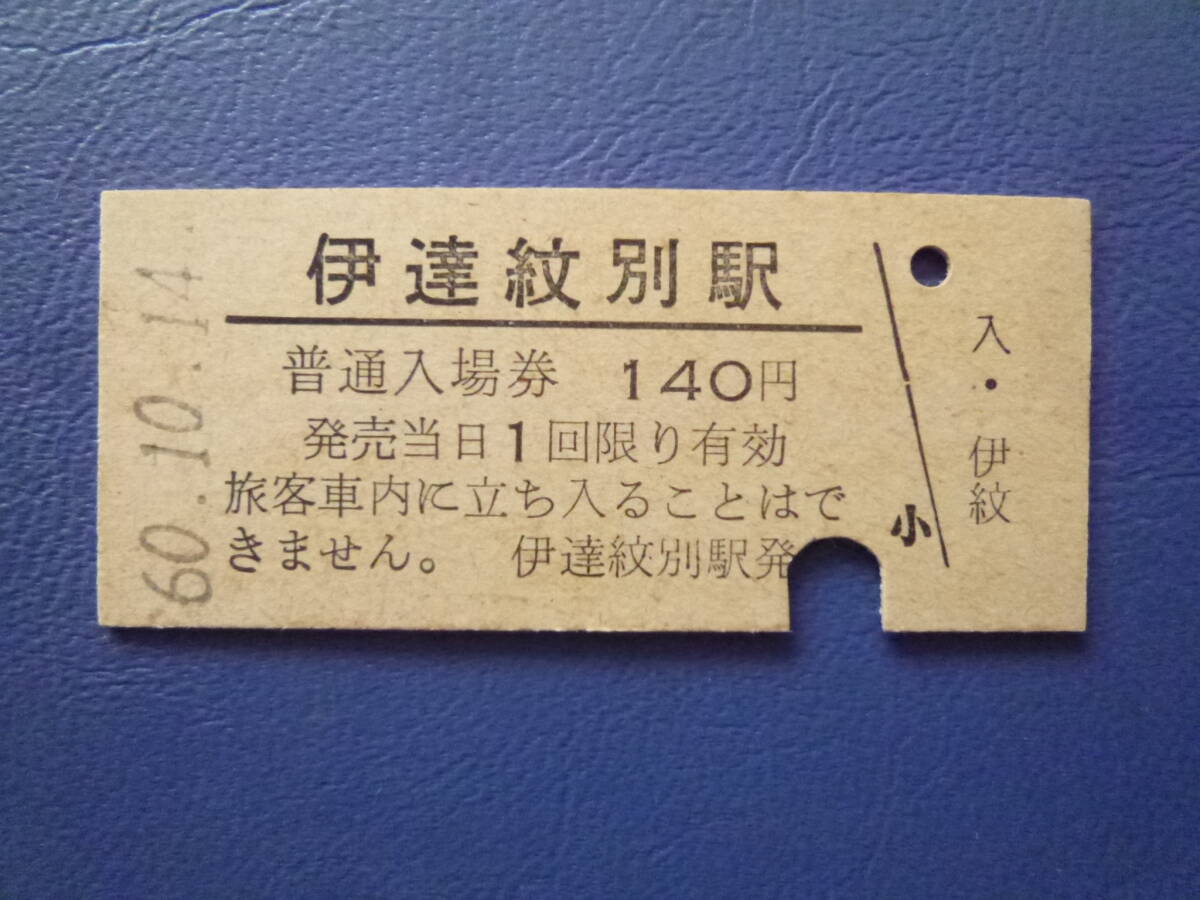 伊達紋別駅
普通入場券 140円
発売当日1回限り有効
旅客車内に立ち入ることはで
きません。 伊達紋別駅発
小
入・伊紋
60.10.14